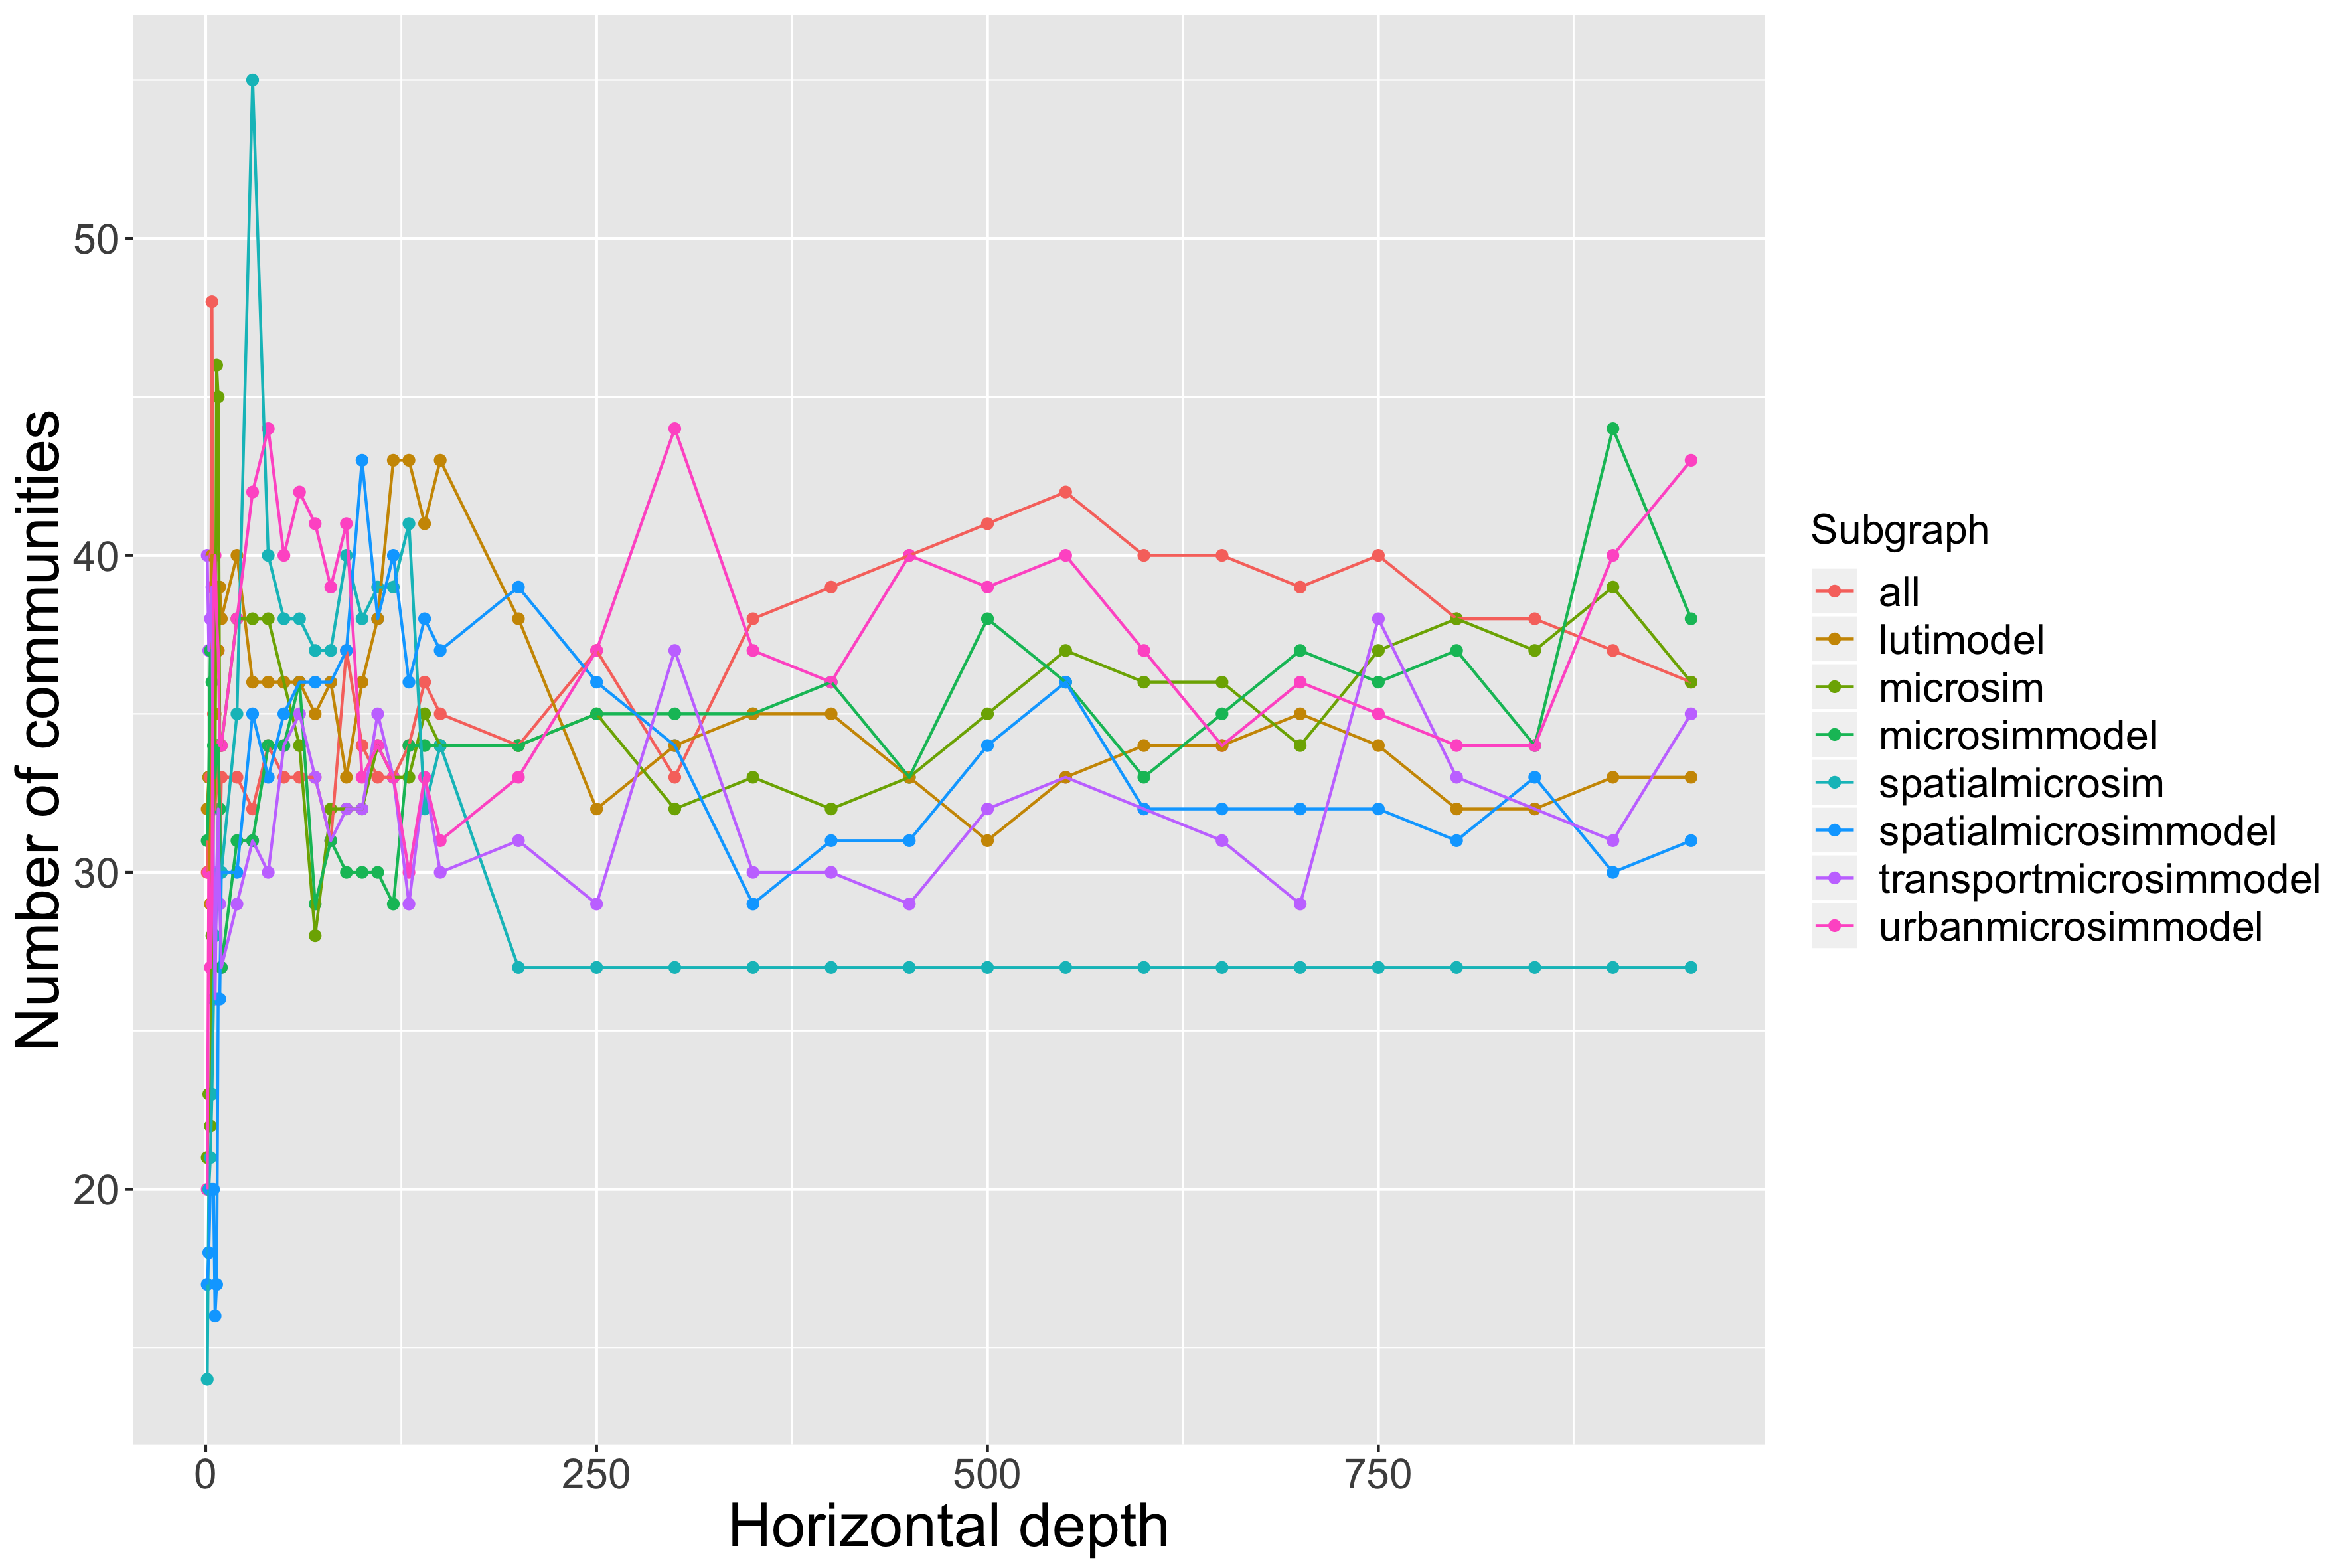 Number of communities
50
40
30
20
0
250
500
750
Horizontal depth
Subgraph
all
lutimodel
microsim
microsimmodel
spatialmicrosim
spatialmicrosimmodel
transportmicrosimmodel
urbanmicrosimmodel